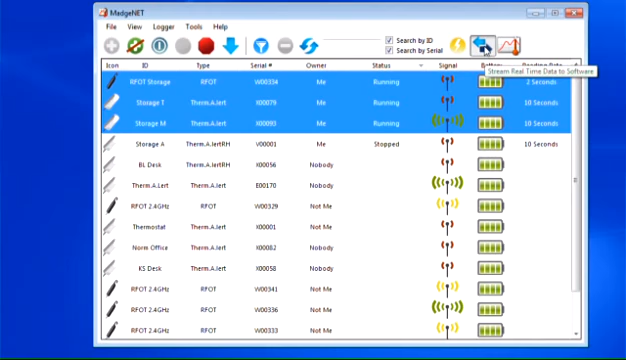 MadgeNET
File View Logger Tools Help
Search by ID
Search by Serial
Icon ID Type Serial # Owner Status Signal Battery Reading Rate
Stream Real Time Data to Software
RFOT Storage RFOT W00334 Me Running 2 Seconds
Storage T Therm.A.lert X00079 Me Running 10 Seconds
Storage M Therm.A.lert X00093 Me Running 10 Seconds
Storage A Therm.A.lertRH V00001 Me Stopped 10 Seconds
BL Desk Therm.A.lertRH X00056 Nobody
Therm.A.Lert Therm.A.lert E00170 Nobody
RFOT 2.4GHz RFOT W00329 Not Me
Thermostat Therm.A.lert X00001 Not Me
Norm Office Therm.A.lert X00082 Nobody
KS Desk Therm.A.lert X00058 Nobody
RFOT 2.4GHz RFOT W00341 Not Me
RFOT 2.4GHz RFOT W00336 Not Me
RFOT 2.4GHz RFOT W00333 Not Me